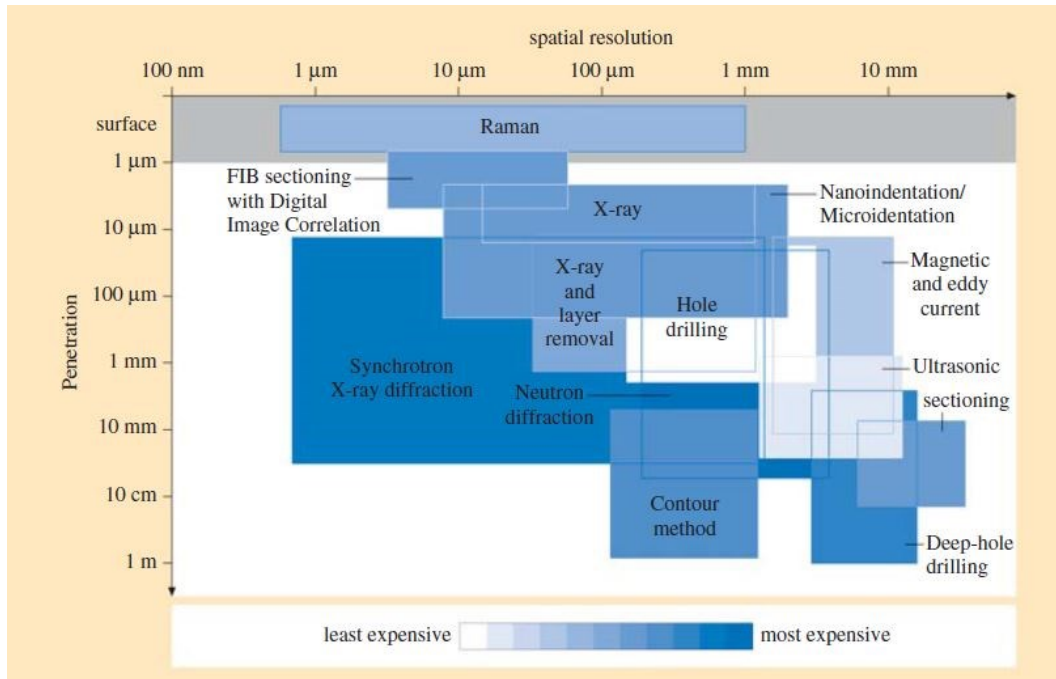 spatial resolution
100 nm 1 μm 10 μm 100 μm 1 mm 10 mm
Penetration
surface
1 μm
10 μm
100 μm
1 mm
10 mm
10 cm
1 m
Raman
FIB sectioning
with Digital
Image Correlation
X-ray
Nanoindentation/
Microidentation
X-ray
and
layer
removal
Hole
drilling
Magnetic
and eddy
current
Synchrotron
X-ray diffraction
Neutron
diffraction
Ultrasonic
sectioning
Contour
method
Deep-hole
drilling
least expensive most expensive